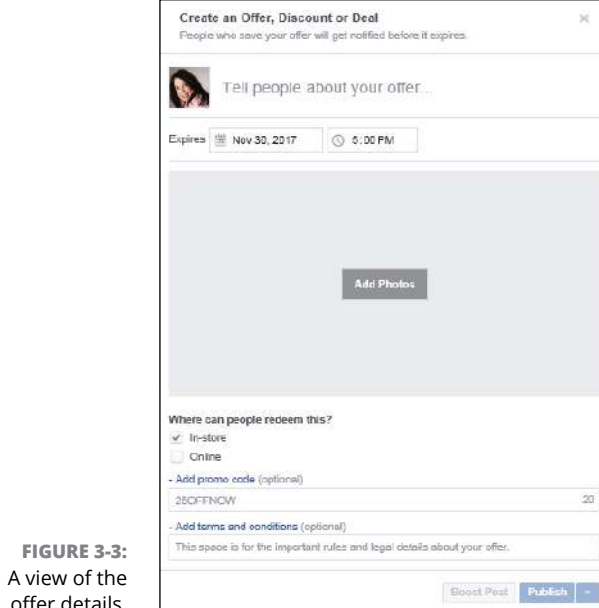 Create an Offer, Discount or Deal
People who save your offer will get notified before it expires.
Tell people about your offer...
Expires Nov 30, 2017 5:00 PM
Add Photos
Where can people redeem this?
In-store
Online
- Add promo code (optional)
25OFFNOW 20
- Add terms and conditions (optional)
This space is for the important rules and legal details about your offer.
Boost Post Publish
FIGURE 3-3:
A view of the
offer details.